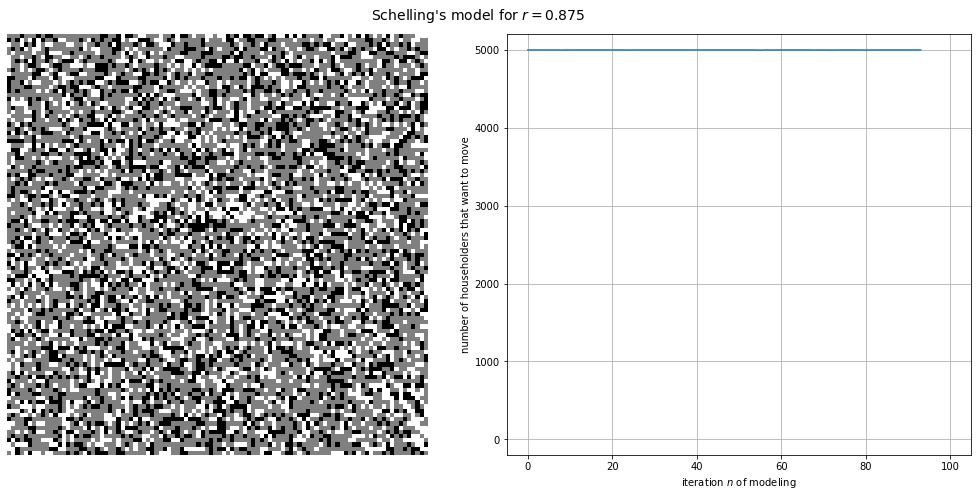 Schelling's model for r = 0.875
5000
4000
3000
2000
1000
0
number of householders that want to move
0 20 40 60 80 100
iteration n of modeling